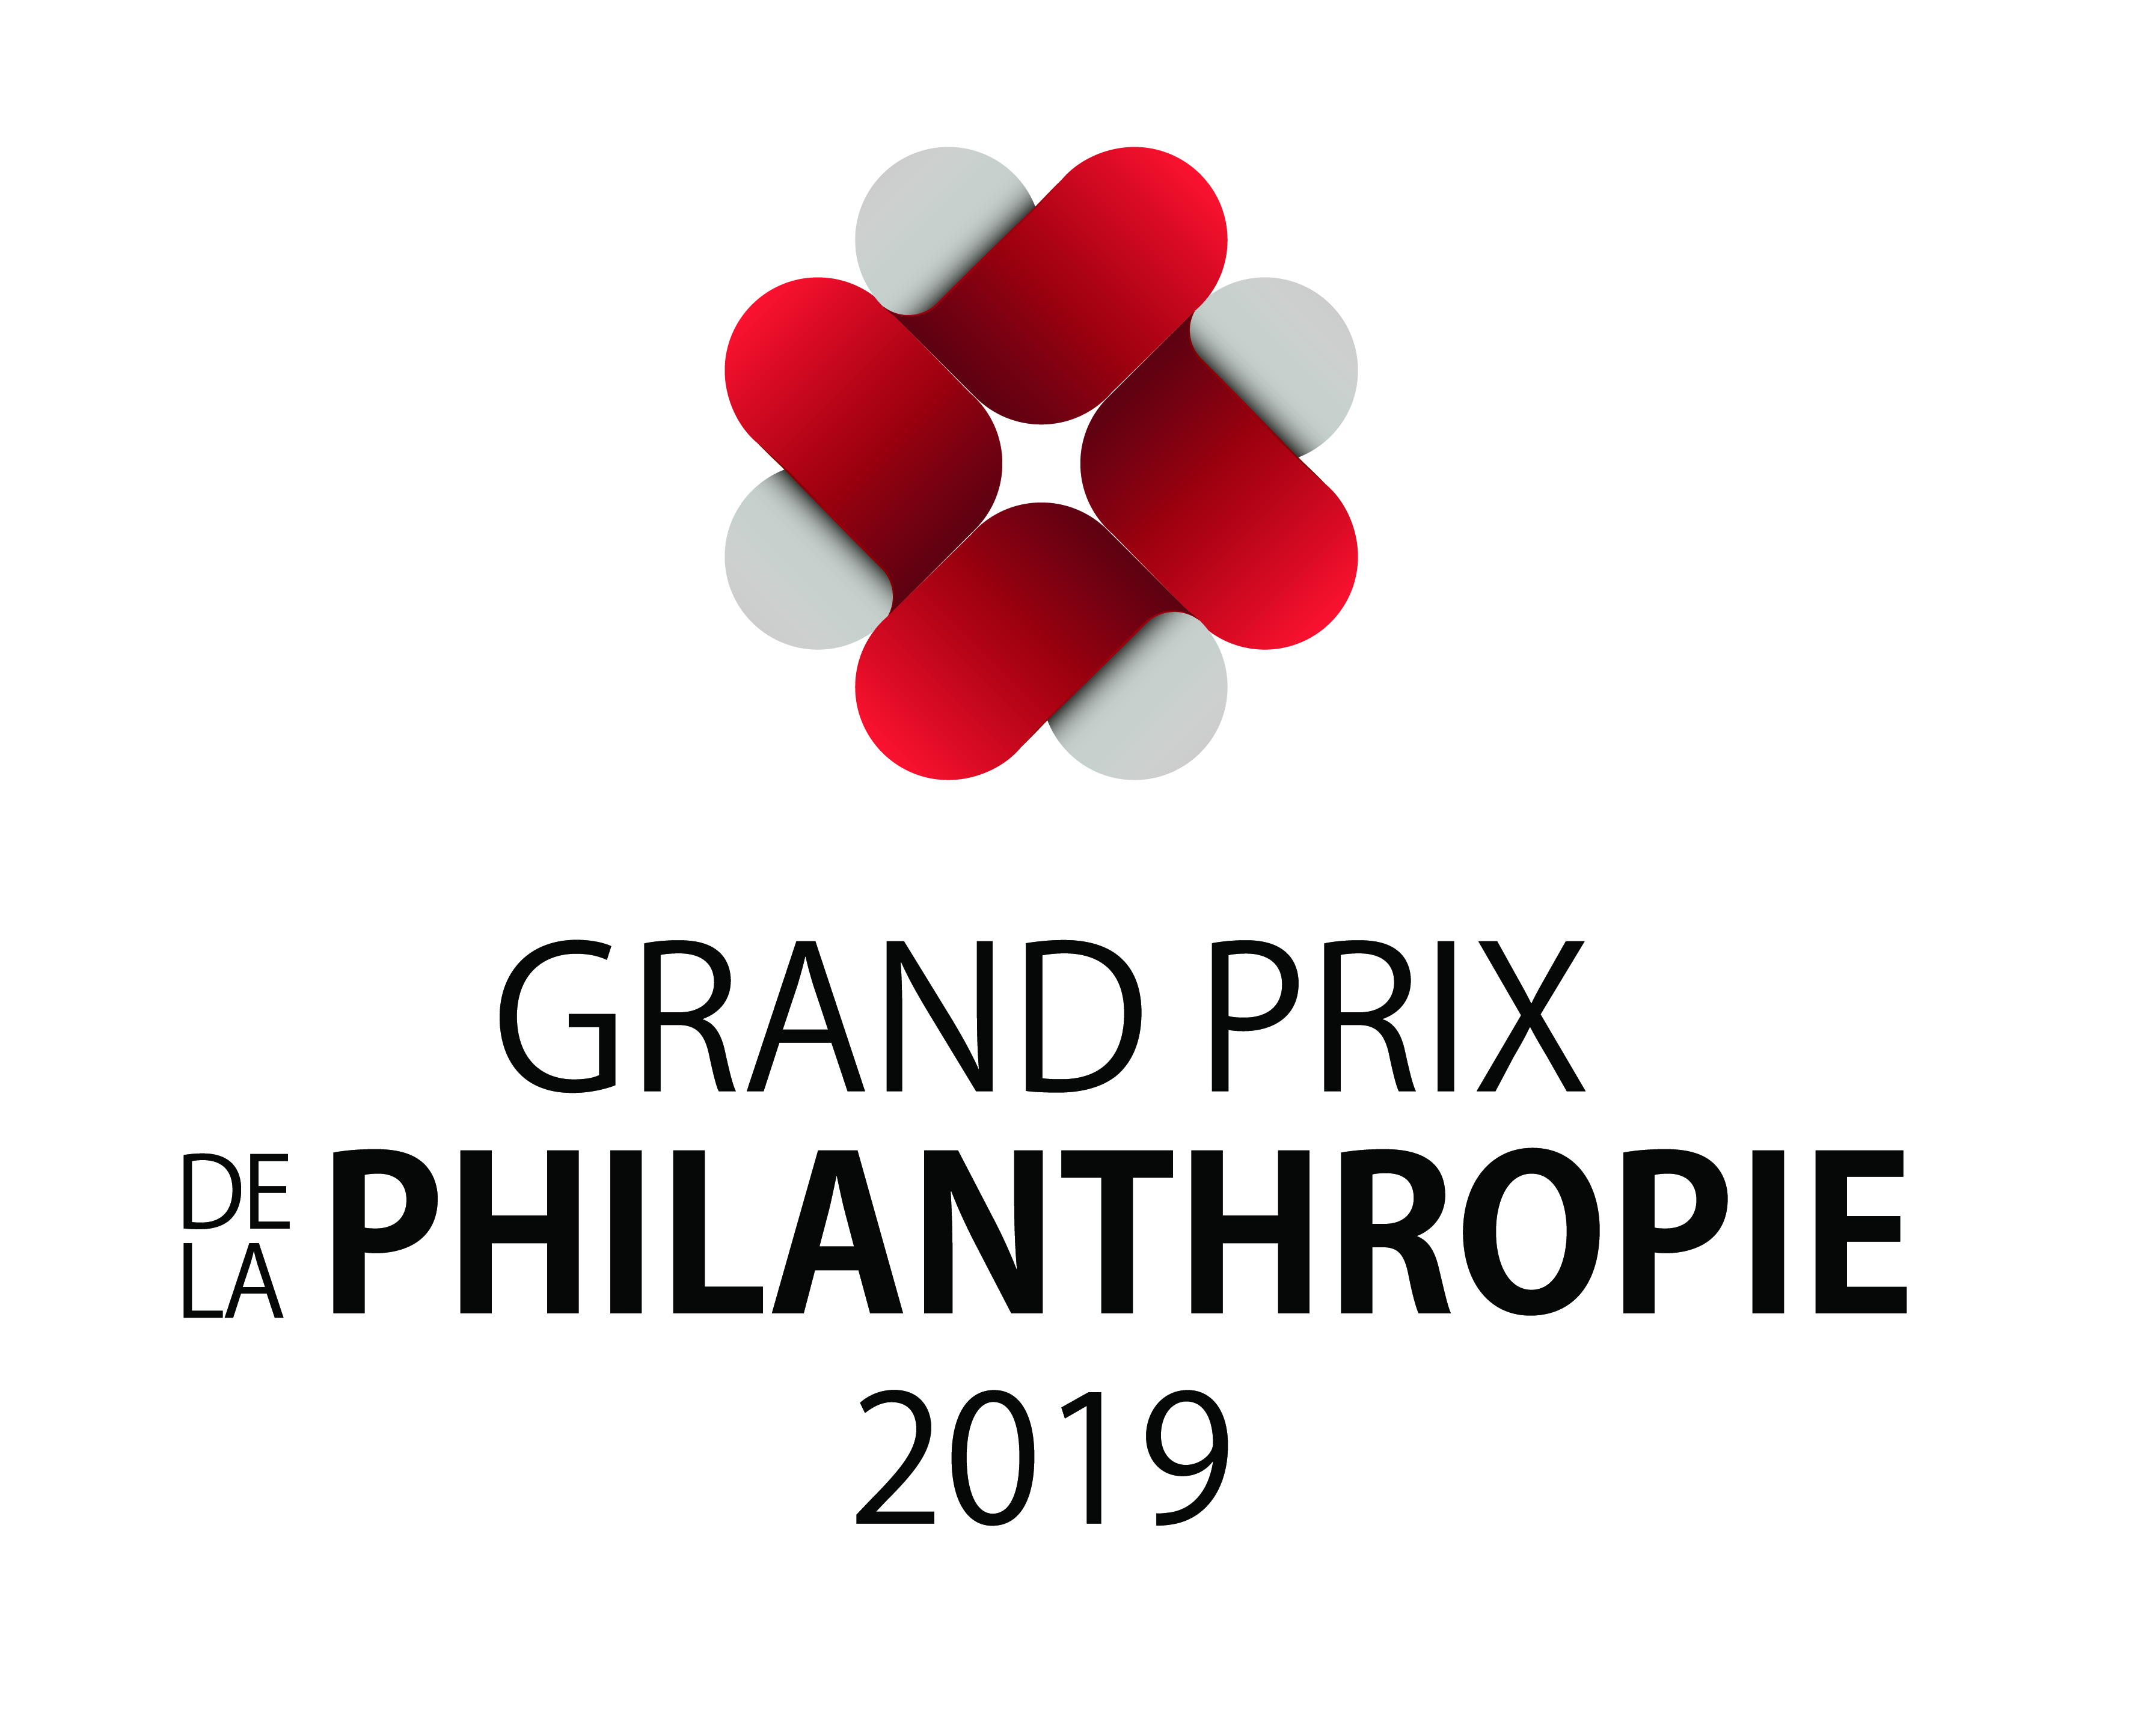 GRAND PRIX
DE LA PHILANTHROPIE
2019